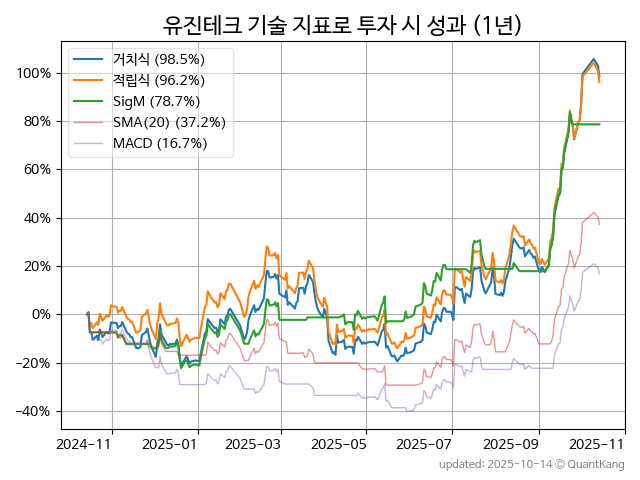 유진테크 기술 지표로 투자 시 성과 (1년)
거치식 (98.5%)
적립식 (96.2%)
SigM (78.7%)
SMA(20) (37.2%)
MACD (16.7%)
100%
80%
60%
40%
20%
0%
−20%
−40%
2024-11 2025-01 2025-03 2025-05 2025-07 2025-09 2025-11
updated: 2025-10-14 © QuantKang